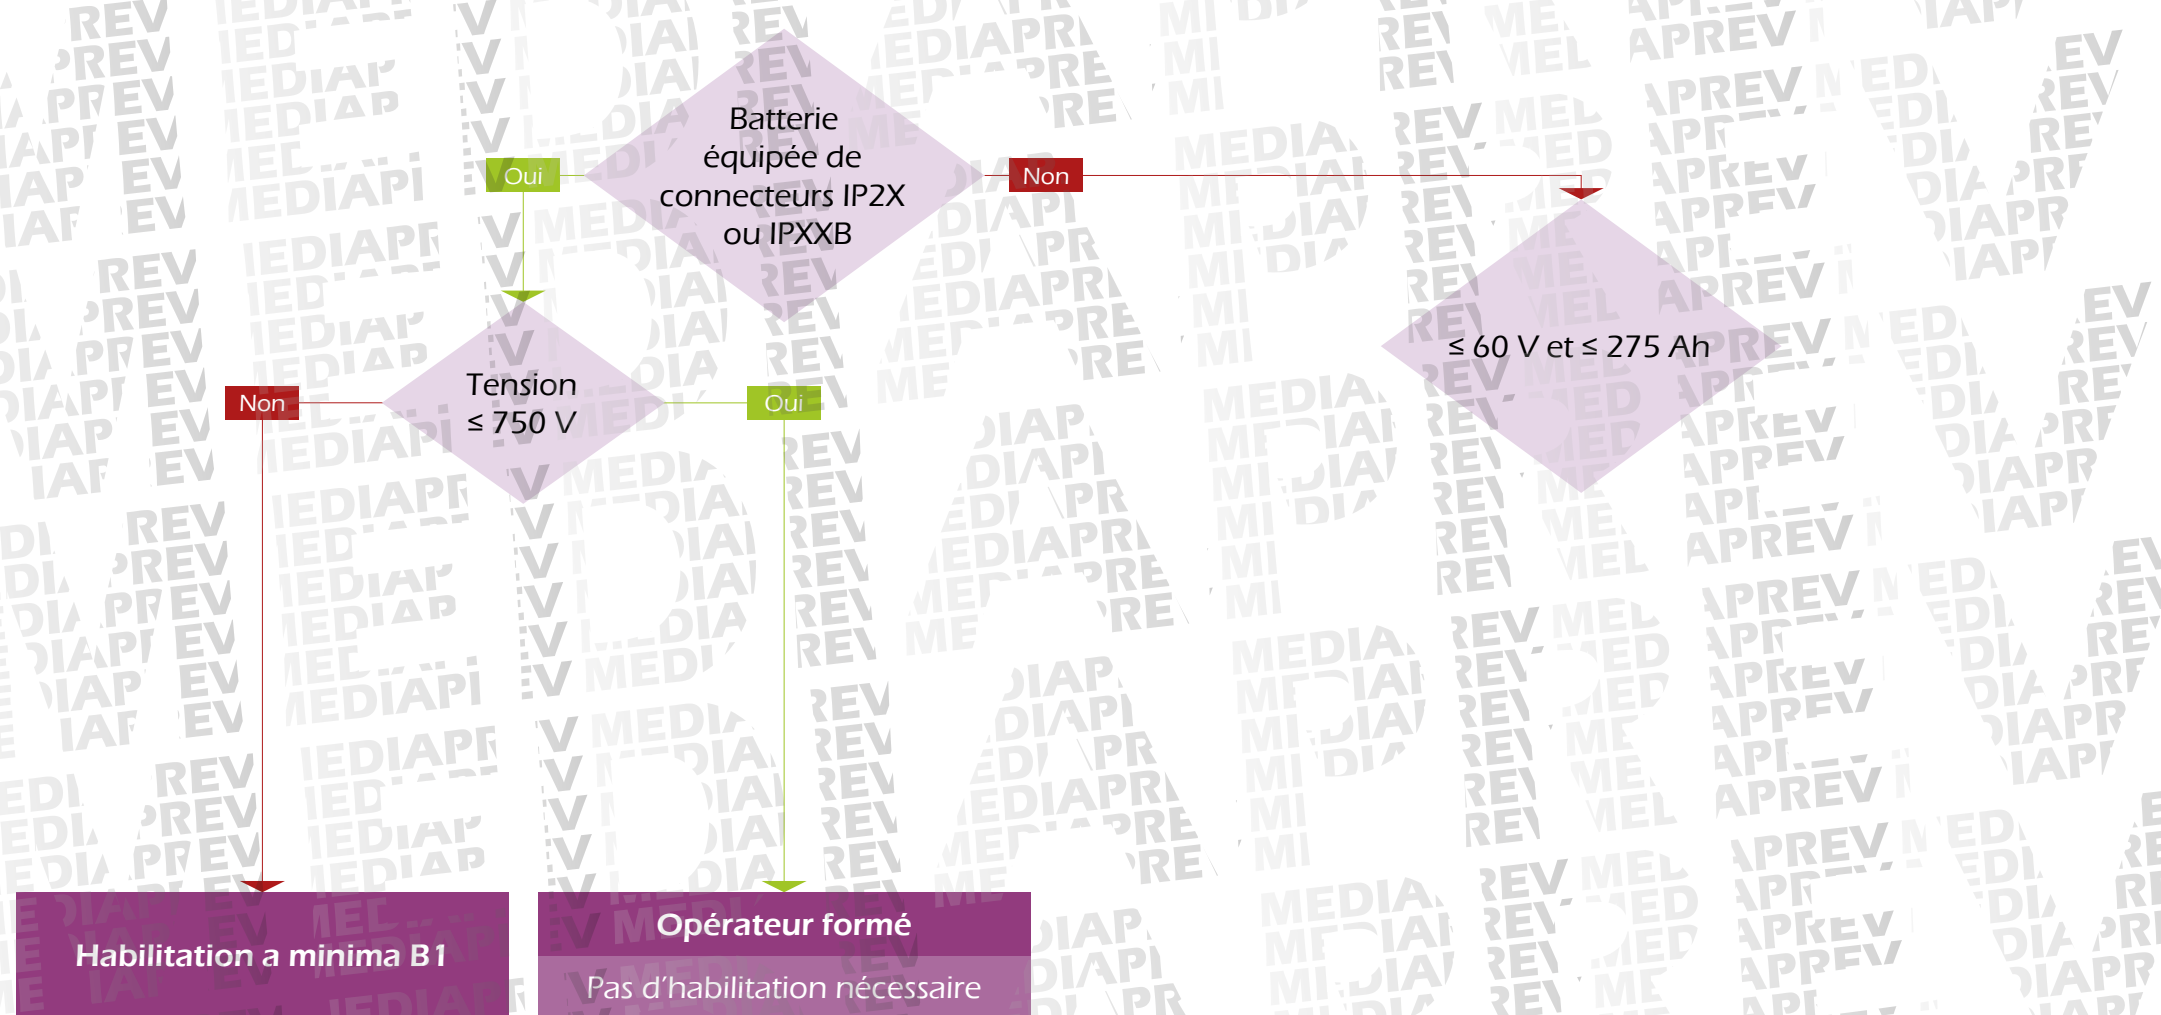 Batterie
équipée de
connecteurs IP2X
ou IPXXB
Oui
Non
Tension
≤ 750 V
≤ 60 V et ≤ 275 Ah
Non
Oui
Habilitation a minima B1
Opérateur formé
Pas d'habilitation nécessaire